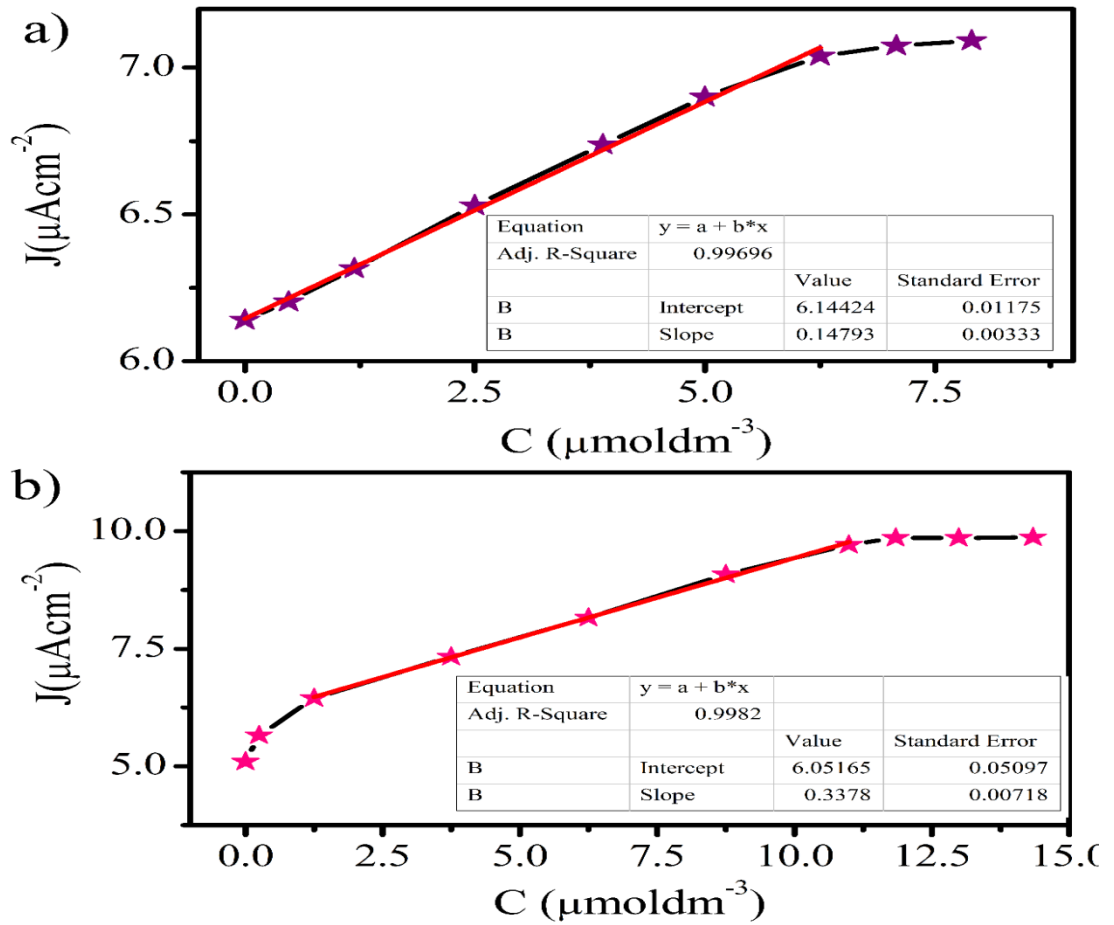 a)
J(μAcm⁻²)
7.0
6.5
6.0
Equation y = a + b*x
Adj. R-Square 0.99696
Value Standard Error
B Intercept 6.14424 0.01175
B Slope 0.14793 0.00333
0.0 2.5 5.0 7.5
C (μmoldm⁻³)
b)
J(μAcm⁻²)
10.0
7.5
5.0
Equation y = a + b*x
Adj. R-Square 0.9982
Value Standard Error
B Intercept 6.05165 0.05097
B Slope 0.3378 0.00718
0.0 2.5 5.0 7.5 10.0 12.5 15.0
C (μmoldm⁻³)